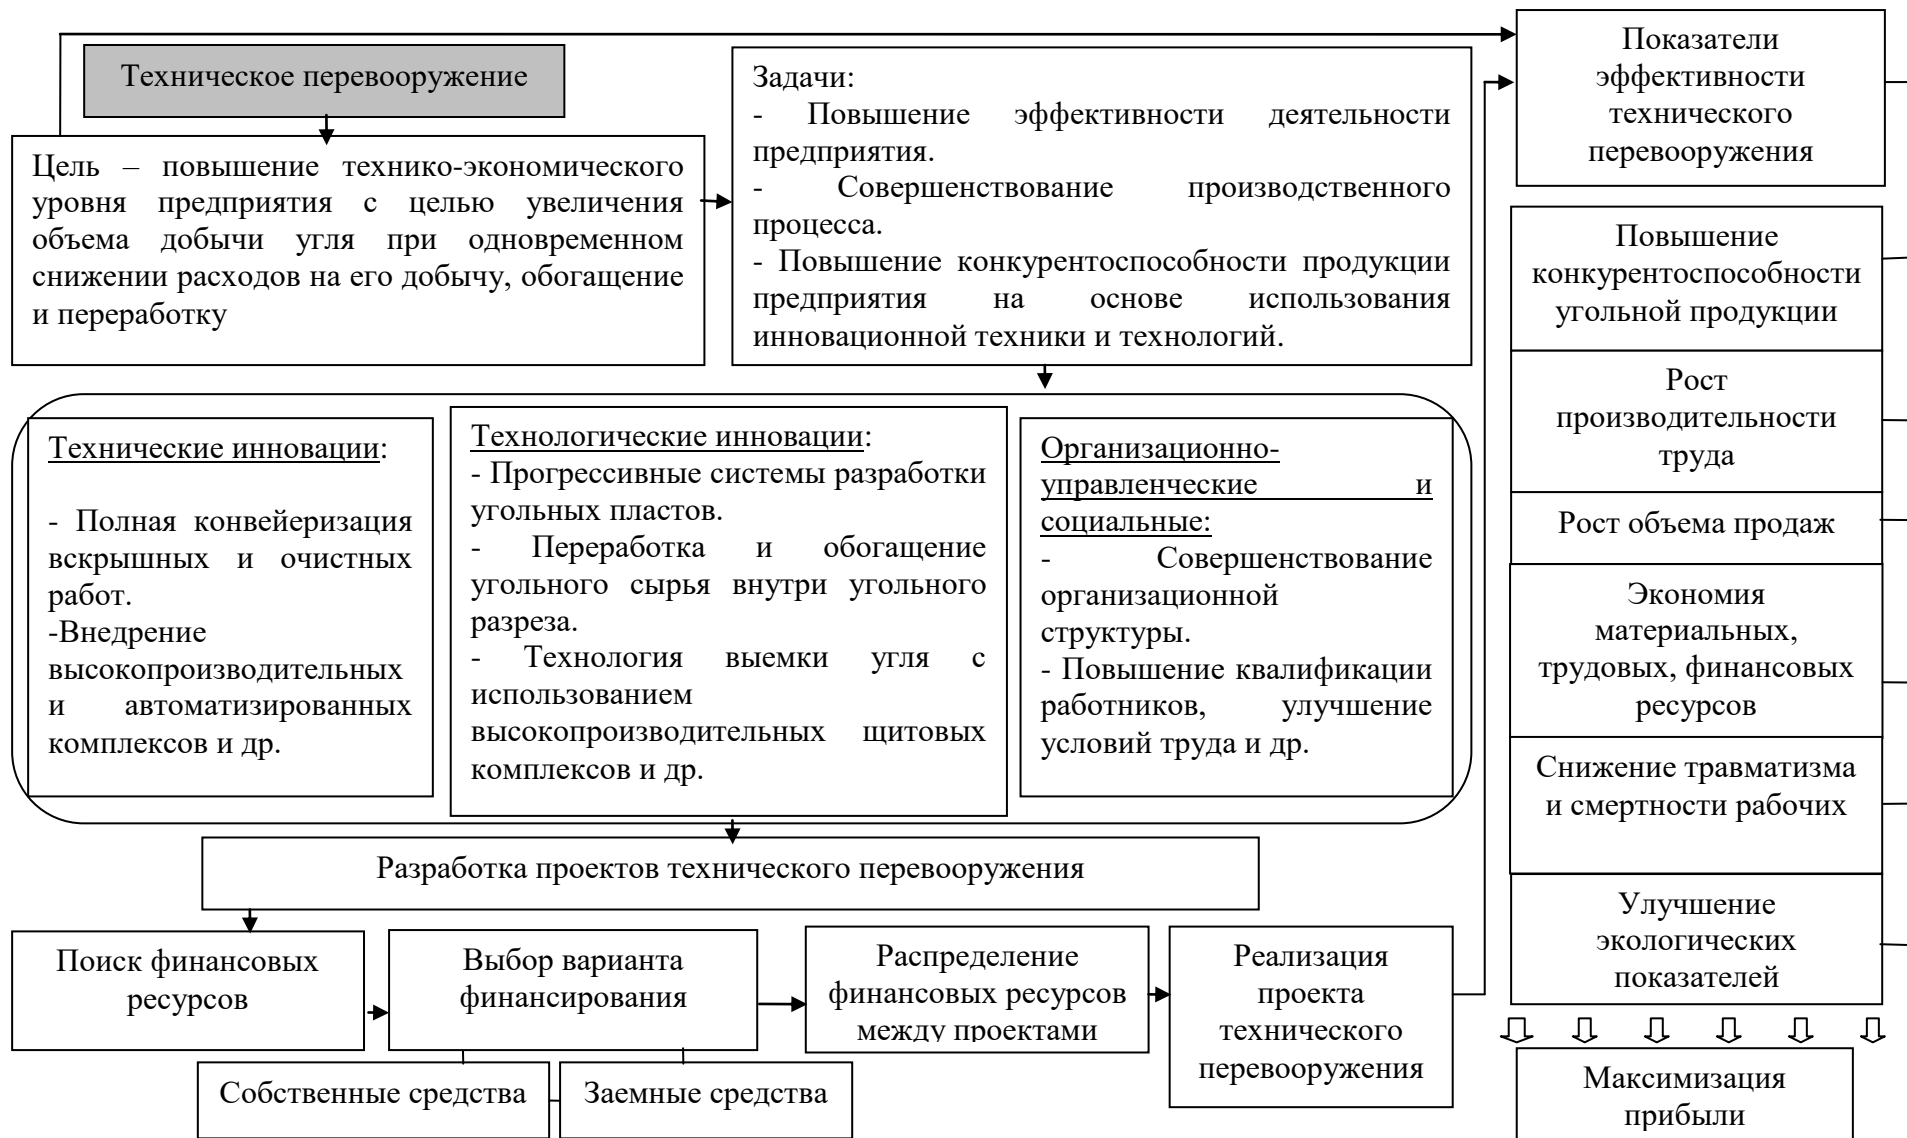 Техническое перевооружение
Цель – повышение технико-экономического
уровня предприятия с целью увеличения
объема добычи угля при одновременном
снижении расходов на его добычу, обогащение
и переработку
Задачи:
- Повышение эффективности деятельности
предприятия.
- Совершенствование производственного
процесса.
- Повышение конкурентоспособности продукции
предприятия на основе использования
инновационной техники и технологий.
Технические инновации:
- Полная конвейеризация
вскрышных и очистных
работ.
-Внедрение
высокопроизводительных
и автоматизированных
комплексов и др.
Технологические инновации:
- Прогрессивные системы разработки
угольных пластов.
- Переработка и обогащение
угольного сырья внутри угольного
разреза.
- Технология выемки угля с
использованием
высокопроизводительных щитовых
комплексов и др.
Организационно-
управленческие и
социальные:
- Совершенствование
организационной
структуры.
- Повышение квалификации
работников, улучшение
условий труда и др.
Разработка проектов технического перевооружения
Поиск финансовых
ресурсов
Выбор варианта
финансирования
Собственные средства
Заемные средства
Распределение
финансовых ресурсов
между проектами
Реализация
проекта
технического
перевооружения
Показатели
эффективности
технического
перевооружения
Повышение
конкурентоспособности
угольной продукции
Рост
производительности
труда
Рост объема продаж
Экономия
материальных,
трудовых, финансовых
ресурсов
Снижение травматизма
и смертности рабочих
Улучшение
экологических
показателей
Максимизация
прибыли